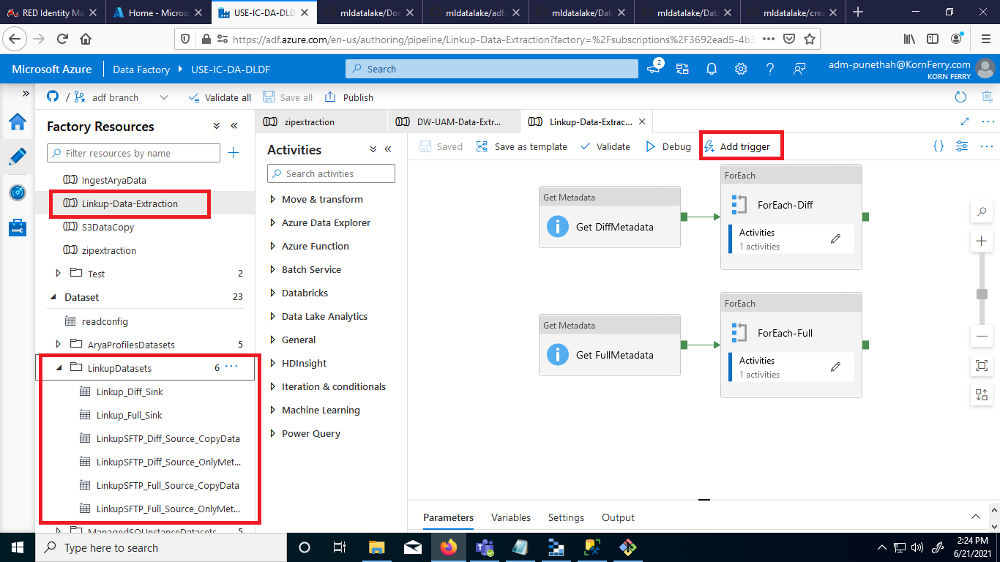 RED Identity Man
Home - Microsof
USE-IC-DA-DLD
mldatalake/Doc
mldatalake/adf/
mldatalake/Data
mldatalake/Data
mldatalake/crea
https://adf.azure.com/en-us/authoring/pipeline/Linkup-Data-Extraction?factory=%2Fsubscriptions%2F3692ead5-4b3
Microsoft Azure
Data Factory
USE-IC-DA-DLDF
Search
2
adm-punethah@KornFerry.com
KORN FERRY
/ adf branch
Validate all
Save all
Publish
Factory Resources
Filter resources by name
IngestAryaData
Linkup-Data-Extraction
S3DataCopy
zipextraction
Test 2
Dataset 23
readconfig
AryaProfilesDatasets 5
LinkupDatasets 6 ...
Linkup_Diff_Sink
Linkup_Full_Sink
LinkupSFTP_Diff_Source_CopyData
LinkupSFTP_Diff_Source_OnlyMet...
LinkupSFTP_Full_Source_CopyData
LinkupSFTP_Full_Source_OnlyMet...
ManagedSQLInstanceDatasets 5
zipextraction
DW-UAM-Data-Extr...
Linkup-Data-Extrac...
Activities
Search activities
Move & transform
Azure Data Explorer
Azure Function
Batch Service
Databricks
Data Lake Analytics
General
HDInsight
Iteration & conditionals
Machine Learning
Power Query
Saved
Save as template
Validate
Debug
Add trigger
{}
Get Metadata
Get DiffMetadata
ForEach
ForEach-Diff
Activities
1 activities
Get Metadata
Get FullMetadata
ForEach
ForEach-Full
Activities
1 activities
Parameters
Variables
Settings
Output
Type here to search
2:24 PM
6/21/2021